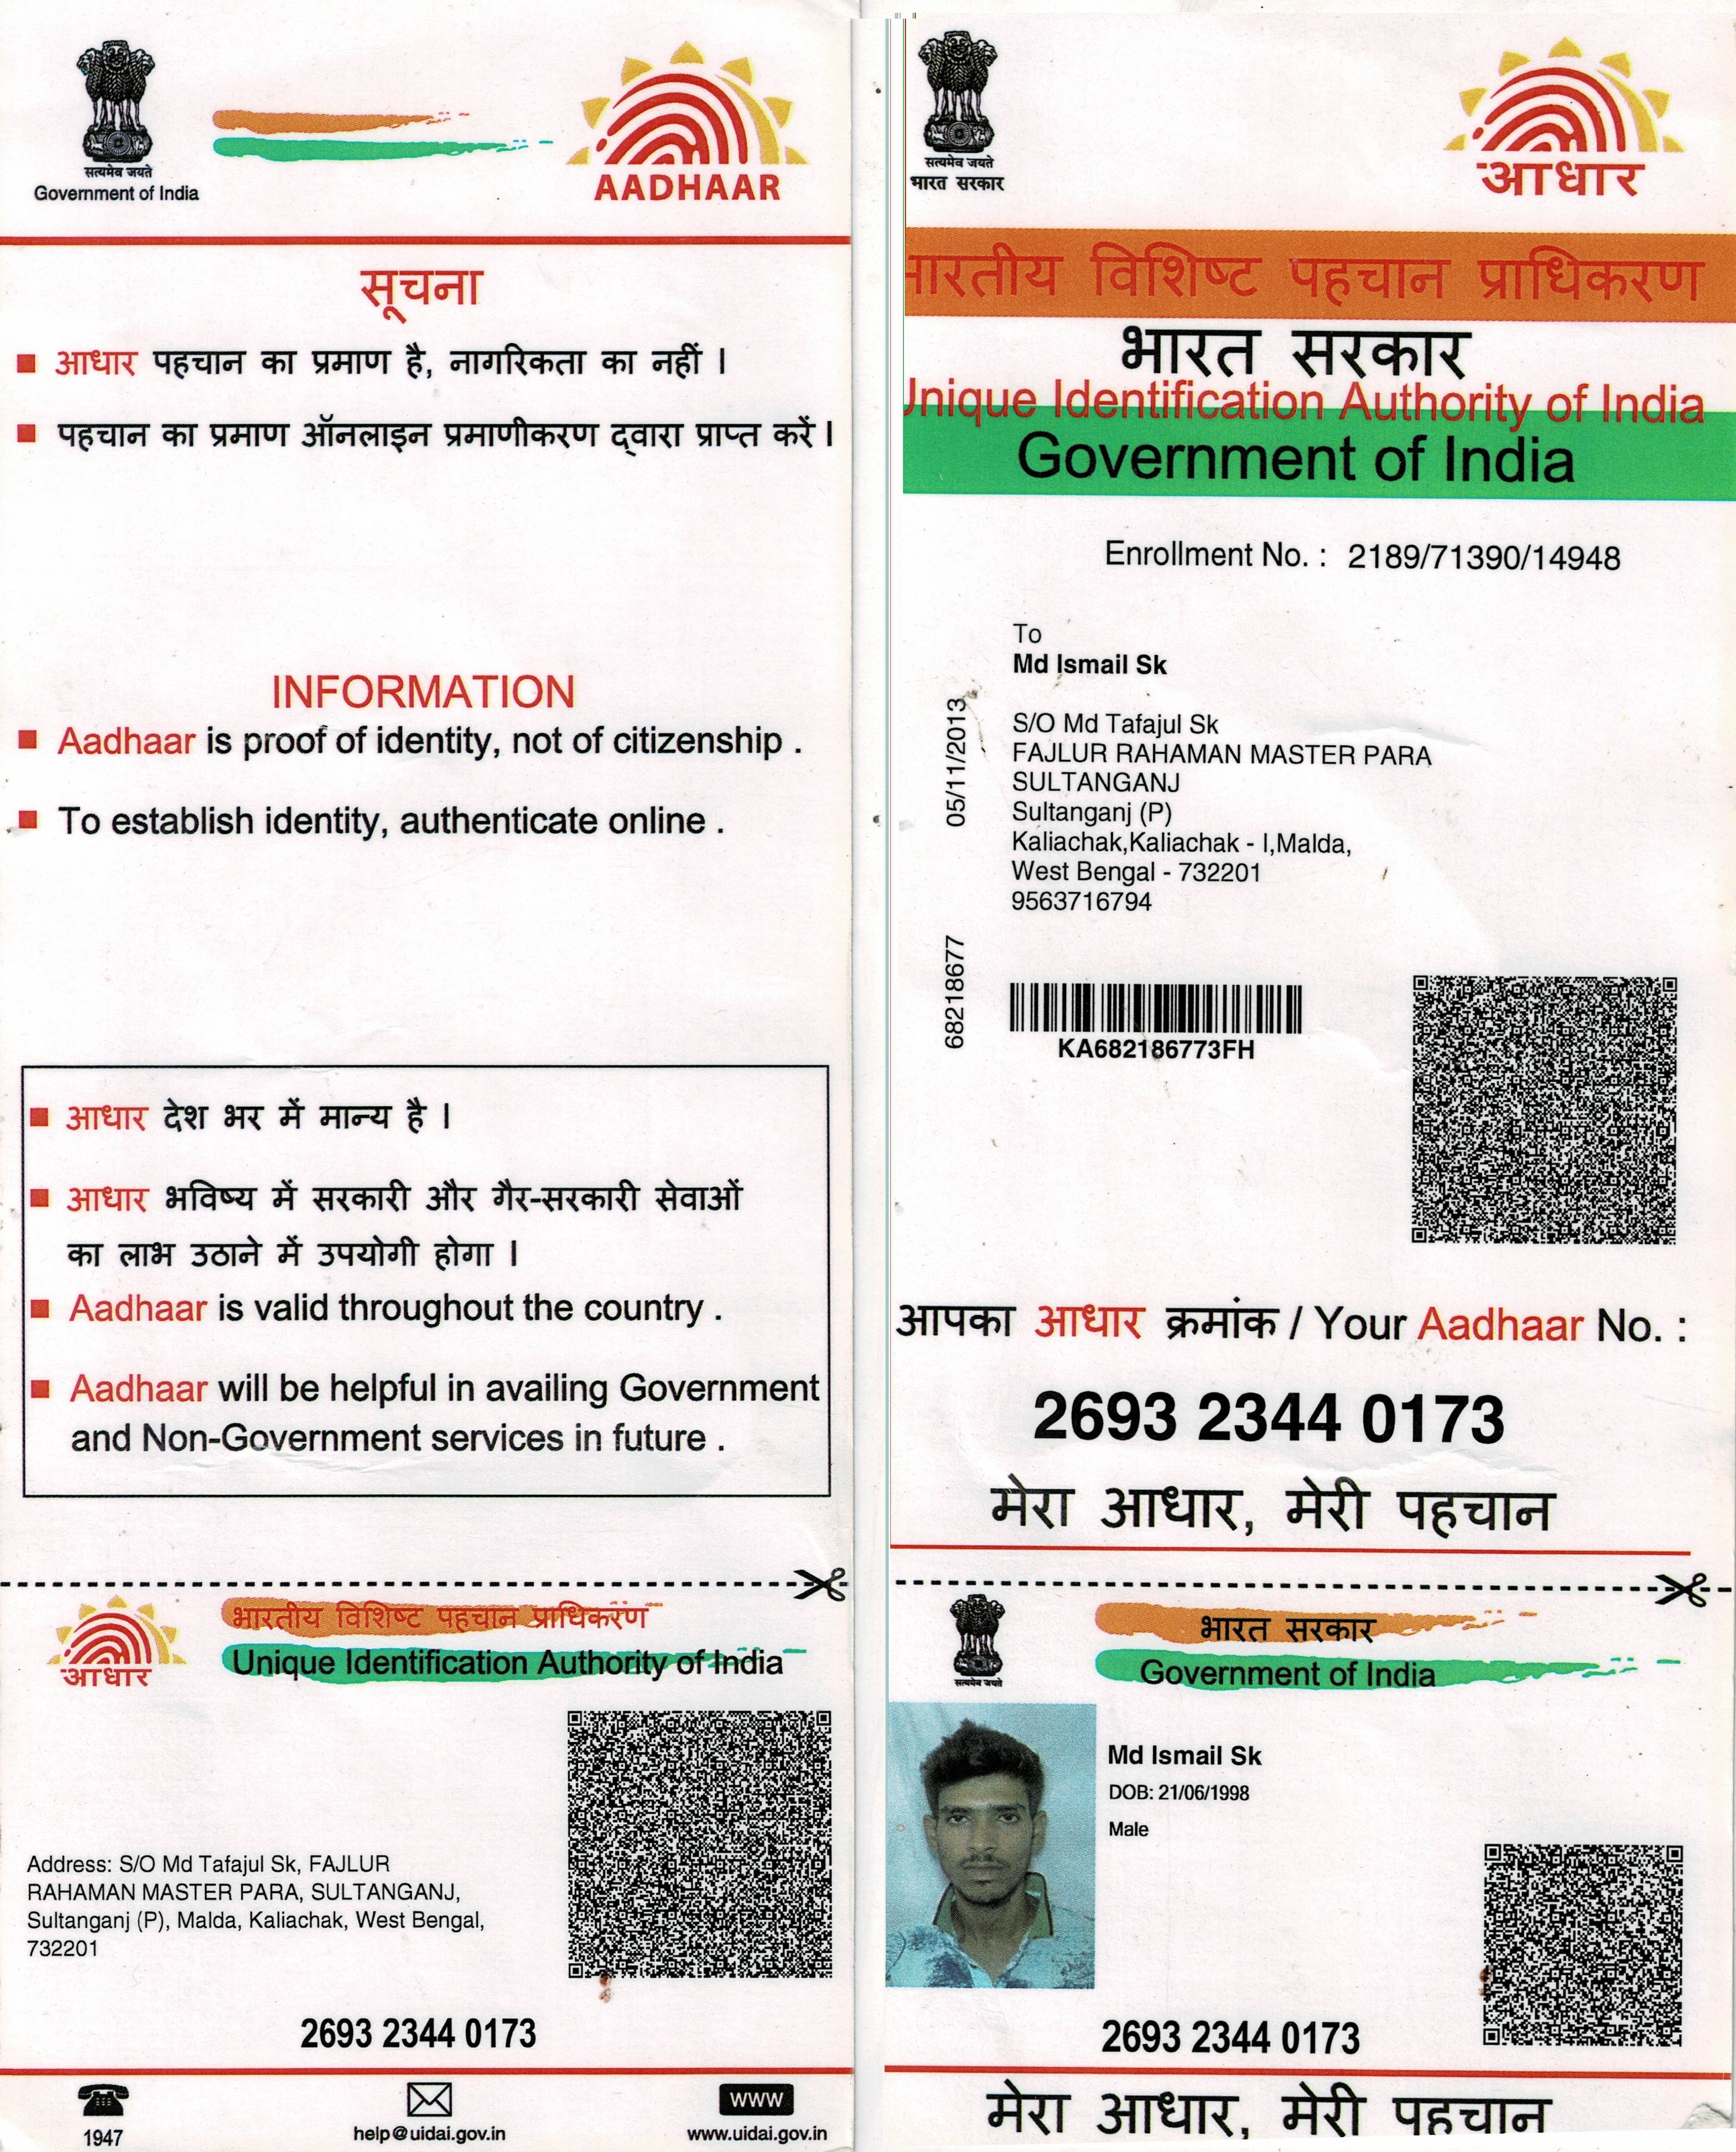 सत्यमेव जयते
Government of India
AADHAAR
सूचना
आधार पहचान का प्रमाण है, नागरिकता का नहीं ।
पहचान का प्रमाण ऑनलाइन प्रमाणीकरण द्वारा प्राप्त करें ।
INFORMATION
Aadhaar is proof of identity, not of citizenship .
To establish identity, authenticate online .
आधार देश भर में मान्य है ।
आधार भविष्य में सरकारी और गैर-सरकारी सेवाओं
का लाभ उठाने में उपयोगी होगा ।
Aadhaar is valid throughout the country .
Aadhaar will be helpful in availing Government
and Non-Government services in future .
आधार
भारतीय विशिष्ट पहचान प्राधिकरण
Unique Identification Authority of India
Address: S/O Md Tafajul Sk, FAJLUR
RAHAMAN MASTER PARA, SULTANGANJ,
Sultanganj (P), Malda, Kaliachak, West Bengal,
732201
2693 2344 0173
1947
help@uidai.gov.in
www
www.uidai.gov.in
सत्यमेव जयते
भारत सरकार
आधार
भारतीय विशिष्ट पहचान प्राधिकरण
भारत सरकार
Unique Identification Authority of India
Government of India
Enrollment No. : 2189/71390/14948
To
Md Ismail Sk
S/O Md Tafajul Sk
FAJLUR RAHAMAN MASTER PARA
SULTANGANJ
Sultanganj (P)
Kaliachak,Kaliachak - I,Malda,
West Bengal - 732201
9563716794
05/11/2013
68218677
KA682186773FH
आपका आधार क्रमांक / Your Aadhaar No. :
2693 2344 0173
मेरा आधार, मेरी पहचान
सत्यमेव जयते
भारत सरकार
Government of India
Md Ismail Sk
DOB: 21/06/1998
Male
2693 2344 0173
मेरा आधार, मेरी पहचान